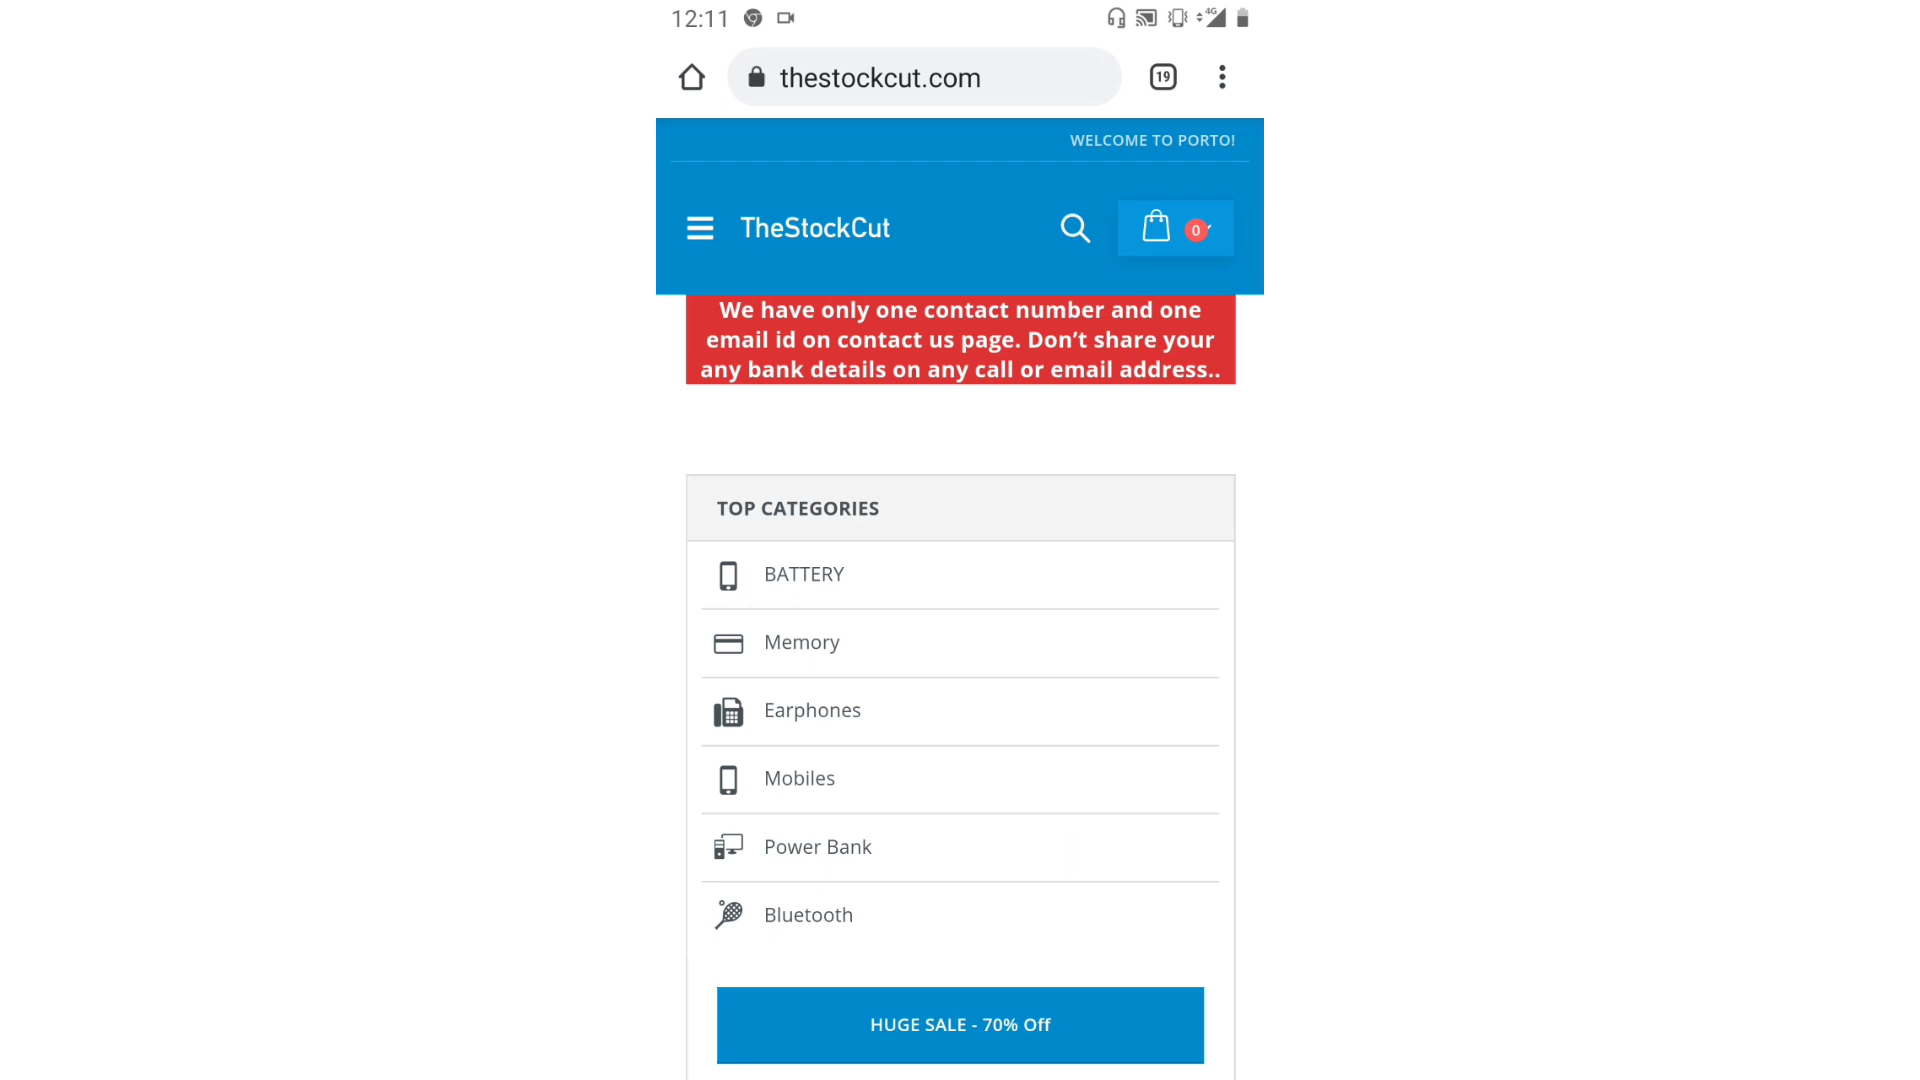 12:11
4G
thestockcut.com
19
WELCOME TO PORTO!
TheStockCut
0
We have only one contact number and one
email id on contact us page. Don’t share your
any bank details on any call or email address..
TOP CATEGORIES
BATTERY
Memory
Earphones
Mobiles
Power Bank
Bluetooth
HUGE SALE - 70% Off